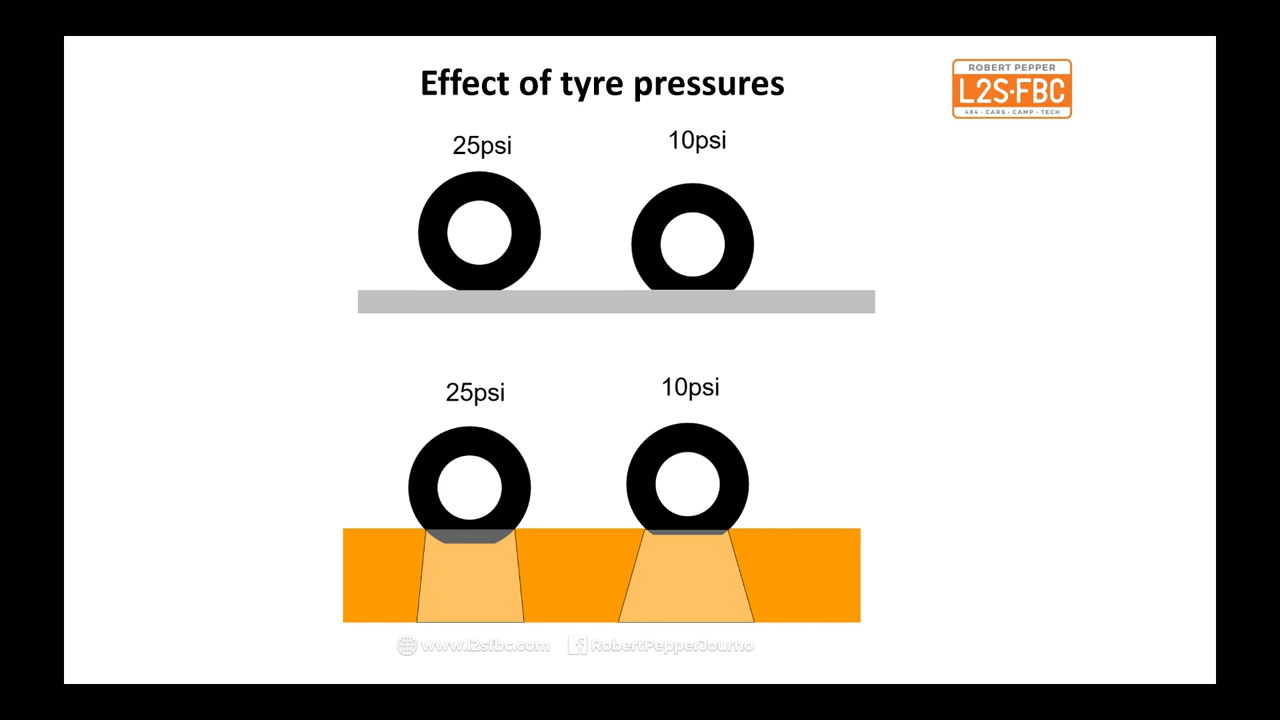 Effect of tyre pressures
ROBERT PEPPER
L2S·FBC
4X4 · CARS · CAMP · TECH
25psi
10psi
25psi
10psi
www.l2sfbc.com
RobertPepperJourno